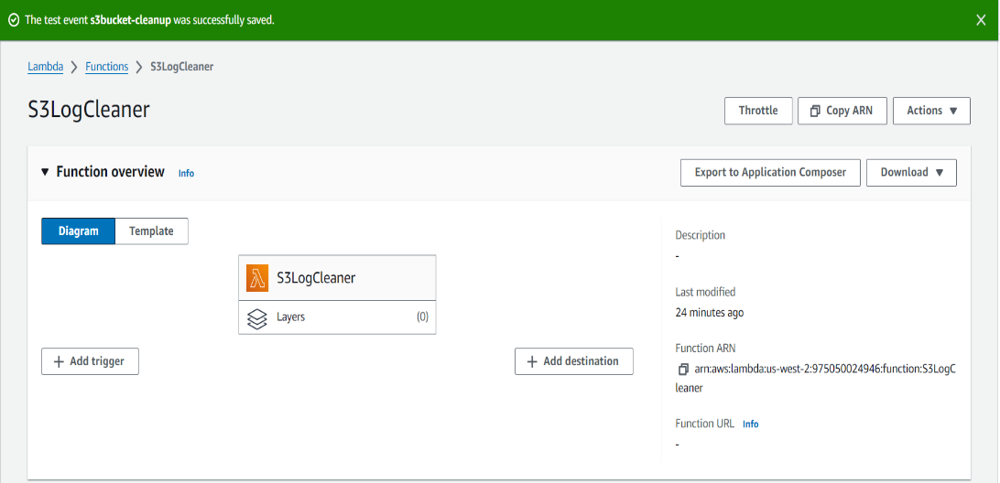 The test event s3bucket-cleanup was successfully saved.
Lambda > Functions > S3LogCleaner
S3LogCleaner
Throttle
Copy ARN
Actions
Function overview Info
Export to Application Composer
Download
Diagram
Template
S3LogCleaner
Layers (0)
+ Add trigger
+ Add destination
Description
-
Last modified
24 minutes ago
Function ARN
arn:aws:lambda:us-west-2:975050024946:function:S3LogC
leaner
Function URL Info
-